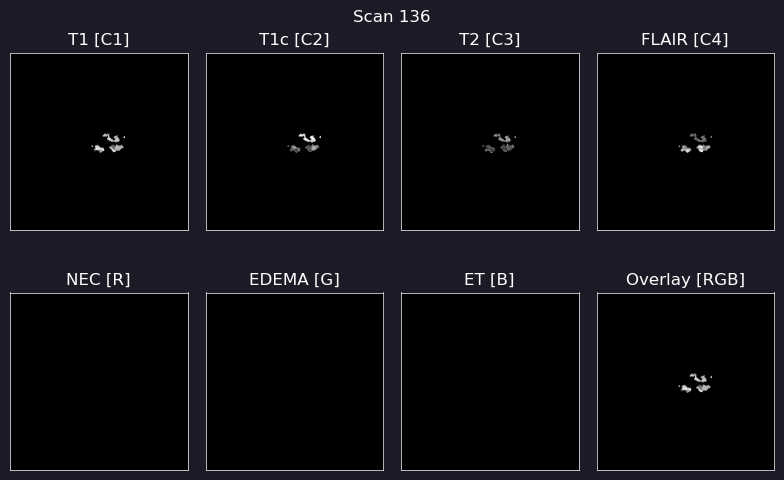 Scan 136
T1 [C1]
T1c [C2]
T2 [C3]
FLAIR [C4]
NEC [R]
EDEMA [G]
ET [B]
Overlay [RGB]